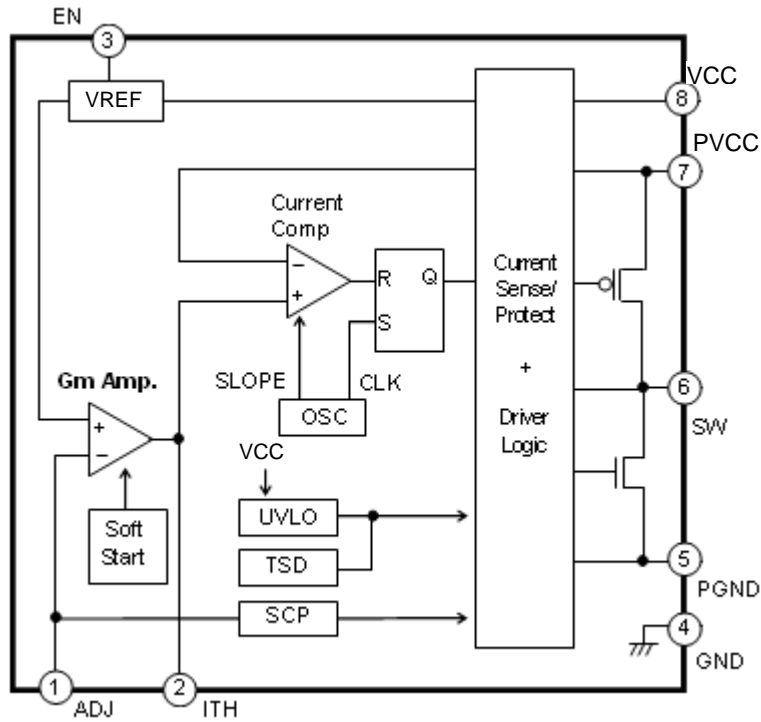 EN
3
VCC
VREF
8
PVCC
7
Current
Comp
−
+
R
Q
S
Current
Sense/
Protect
+
Driver
Logic
SLOPE
CLK
OSC
6
SW
Gm Amp.
+
−
VCC
UVLO
Soft
Start
TSD
5
PGND
SCP
4
GND
1
ADJ
2
ITH